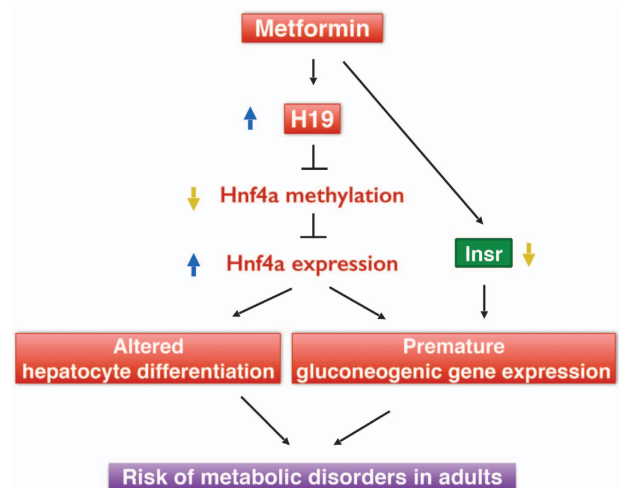 Metformin
H19
Hnf4a methylation
Hnf4a expression
Insr
Altered
hepatocyte differentiation
Premature
gluconeogenic gene expression
Risk of metabolic disorders in adults